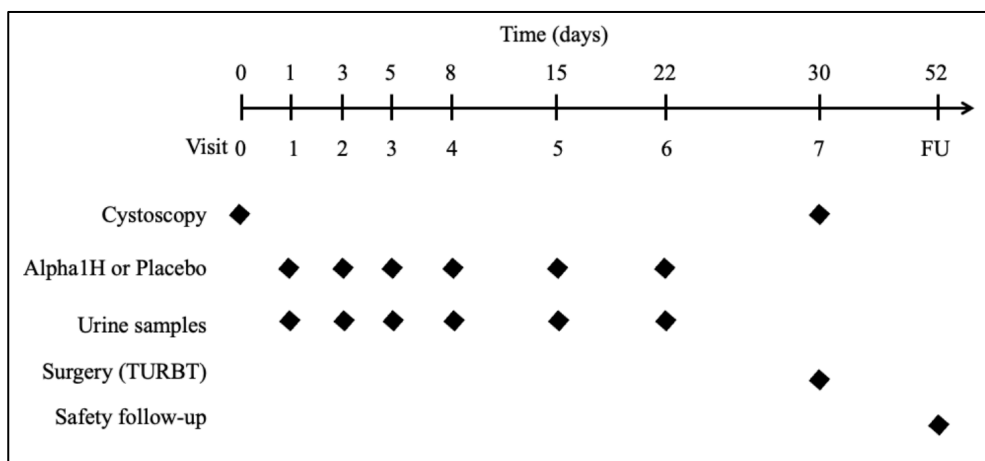 Time (days)
0 1 3 5 8 15 22 30 52
Visit 0 1 2 3 4 5 6 7 FU
Cystoscopy
Alpha1H or Placebo
Urine samples
Surgery (TURBT)
Safety follow-up